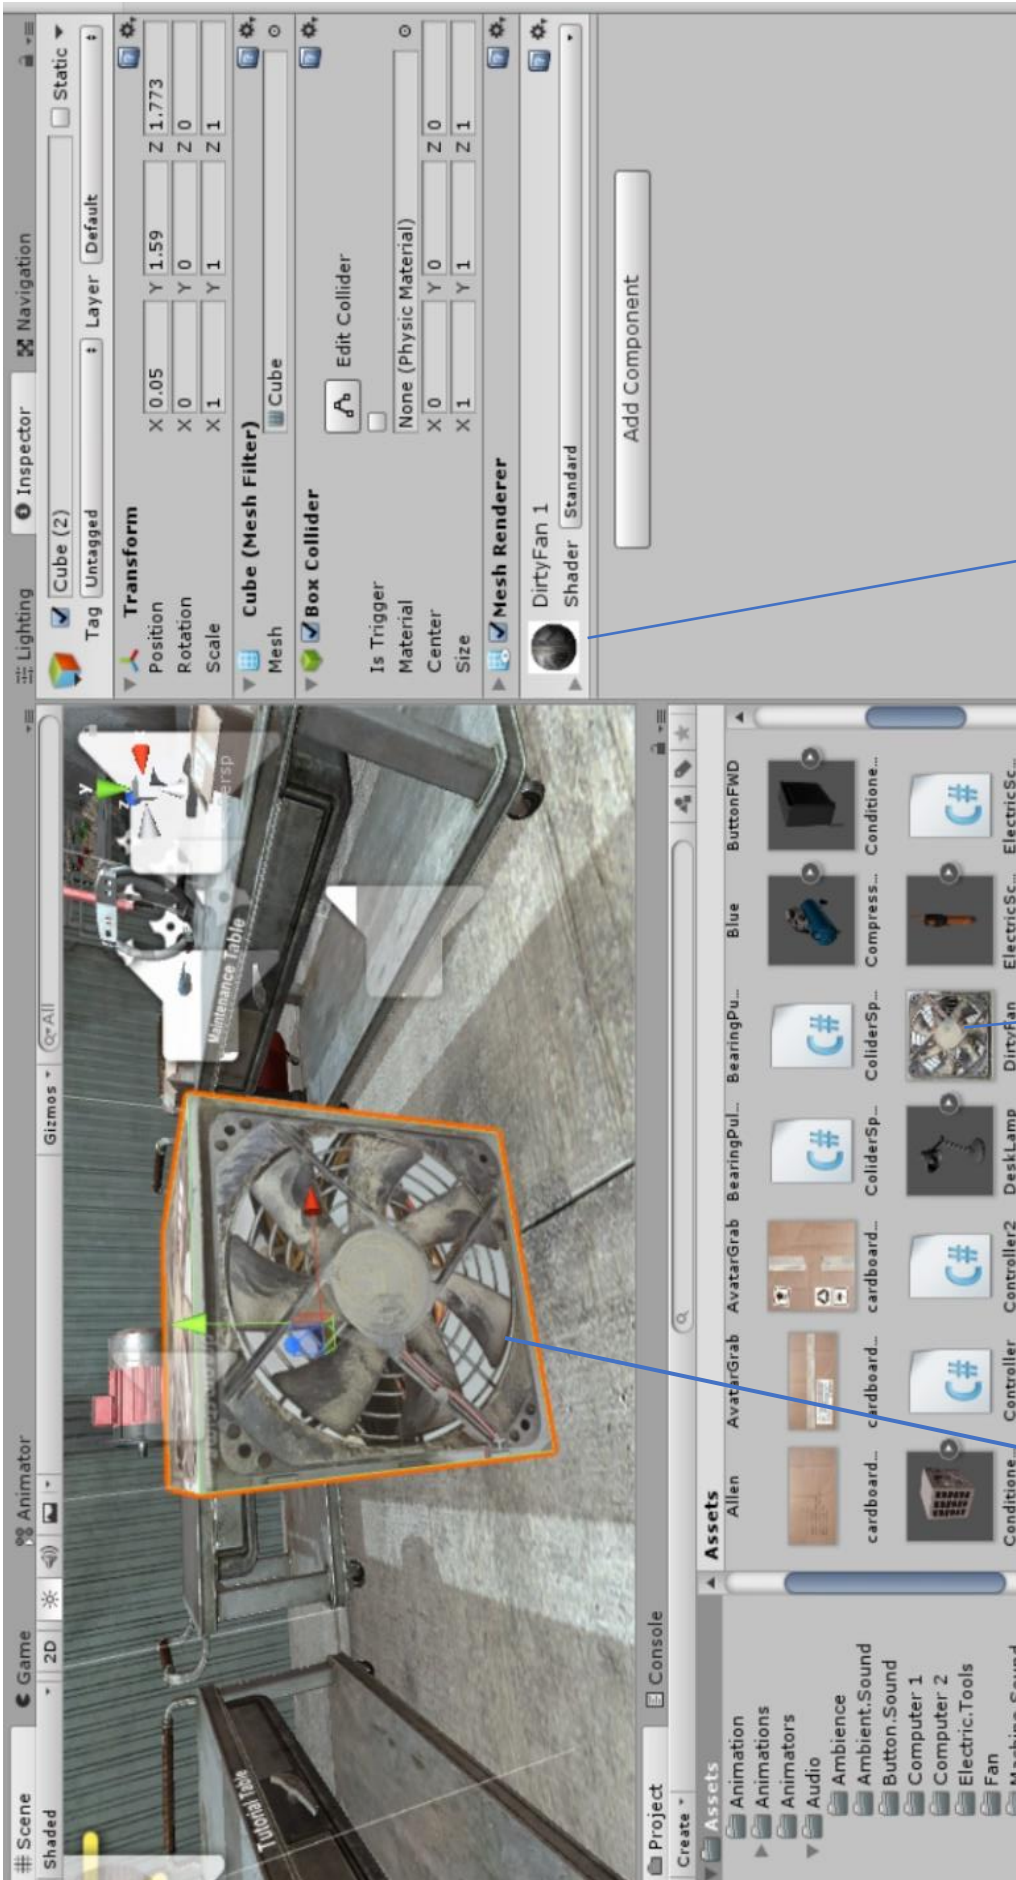 Scene
Game
Animator
Shaded
2D
Gizmos
All
Tutorial Table
Maintenance Table
Y
Lighting
Inspector
Navigation
Cube (2)
Static
Tag Untagged
Layer Default
Transform
Position X 0.05 Y 1.59 Z 1.773
Rotation X 0 Y 0 Z 0
Scale X 1 Y 1 Z 1
Cube (Mesh Filter)
Mesh Cube
Box Collider
Edit Collider
Is Trigger
Material None (Physic Material)
Center X 0 Y 0 Z 0
Size X 1 Y 1 Z 1
Mesh Renderer
DirtyFan 1
Shader Standard
Add Component
Project
Console
Create
Assets
Animation
Animations
Animators
Audio
Ambience
Ambient.Sound
Button.Sound
Computer 1
Computer 2
Electric.Tools
Fan
Machine.Sound
Assets
Allen AvatarGrab AvatarGrab BearingPul... BearingPu... Blue ButtonFWD
C# C#
cardboard... cardboard... cardboard... ColiderSp... ColiderSp... Compress... Conditione...
C# C# C#
Conditione... Controller Controller2 DeskLamp DirtyFan ElectricSc... ElectricSc...